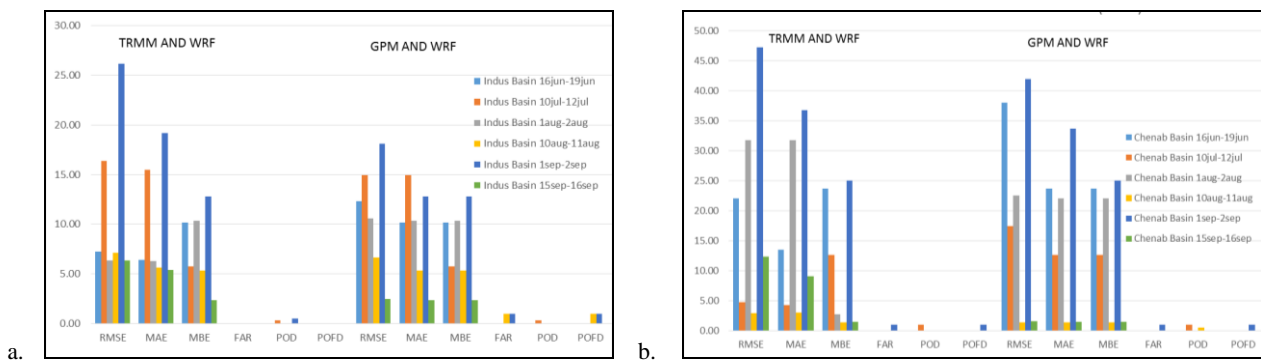 30.00
25.00
20.00
15.00
10.00
5.00
0.00
TRMM AND WRF
GPM AND WRF
Indus Basin 16jun-19jun
Indus Basin 10jul-12jul
Indus Basin 1aug-2aug
Indus Basin 10aug-11aug
Indus Basin 1sep-2sep
Indus Basin 15sep-16sep
RMSE MAE MBE FAR POD POFD RMSE MAE MBE FAR POD POFD
a.
50.00
45.00
40.00
35.00
30.00
25.00
20.00
15.00
10.00
5.00
0.00
TRMM AND WRF
GPM AND WRF
Chenab Basin 16jun-19jun
Chenab Basin 10jul-12jul
Chenab Basin 1aug-2aug
Chenab Basin 10aug-11aug
Chenab Basin 1sep-2sep
Chenab Basin 15sep-16sep
RMSE MAE MBE FAR POD POFD RMSE MAE MBE FAR POD POFD
b.